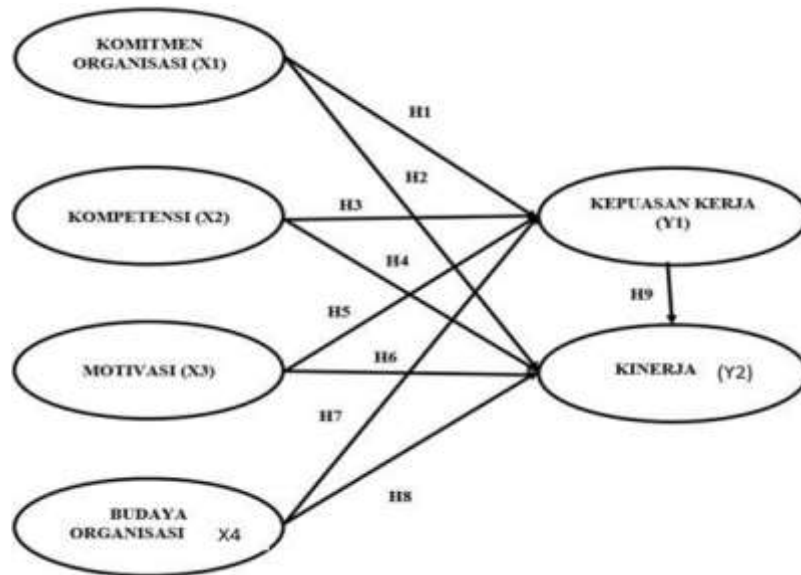 KOMITMEN
ORGANISASI (X1)
H1
H2
KOMPETENSI (X2)
H3
KEPUASAN KERJA
(Y1)
H4
H9
H5
MOTIVASI (X3)
H6
KINERJA (Y2)
H7
H8
BUDAYA
ORGANISASI X4